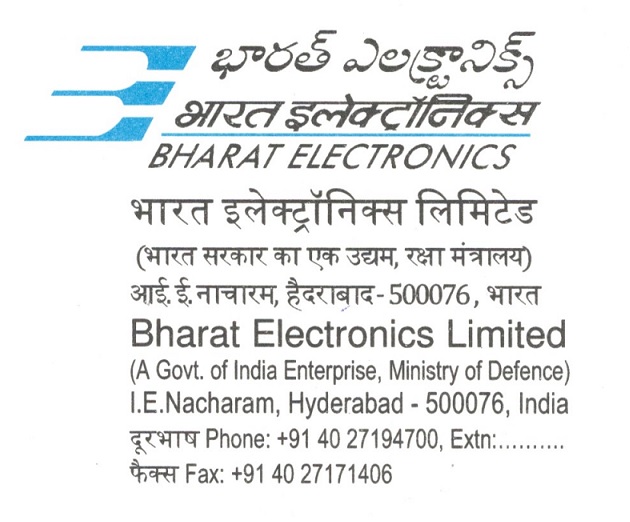 భారత్ ఎలక్ట్రానిక్స్
भारत इलेक्ट्रॉनिक्स
BHARAT ELECTRONICS
भारत इलेक्ट्रॉनिक्स लिमिटेड
(भारत सरकार का एक उद्यम, रक्षा मंत्रालय)
आई. ई. नाचारम, हैदराबाद - 500076, भारत
Bharat Electronics Limited
(A Govt. of India Enterprise, Ministry of Defence)
I.E.Nacharam, Hyderabad - 500076, India
दूरभाष Phone: +91 40 27194700, Extn:..........
फैक्स Fax: +91 40 27171406